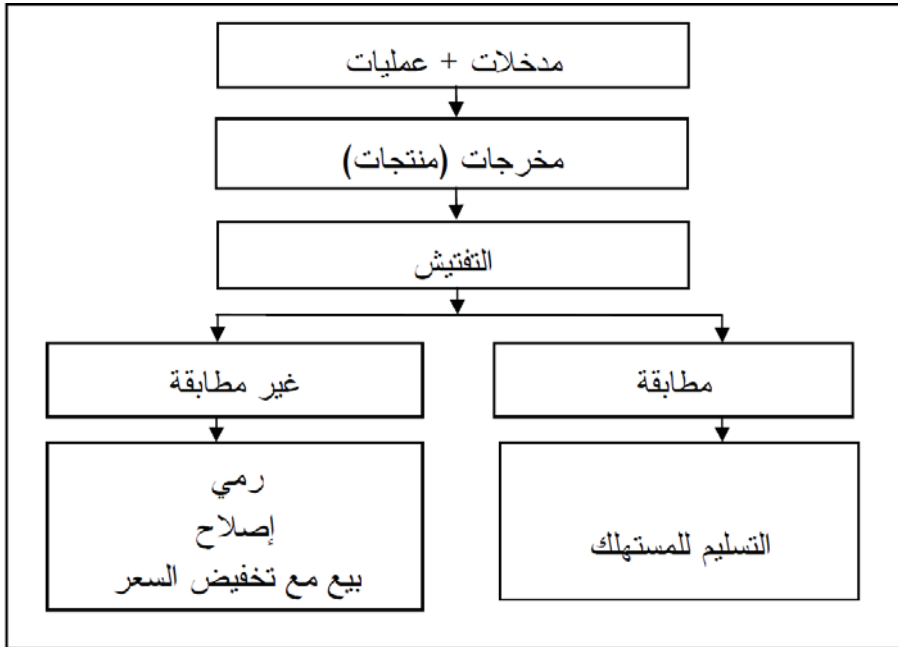 مدخلات + عمليات
مخرجات (منتجات)
التفتيش
مطابقة
غير مطابقة
التسليم للمستهلك
رمي
إصلاح
بيع مع تخفيض السعر